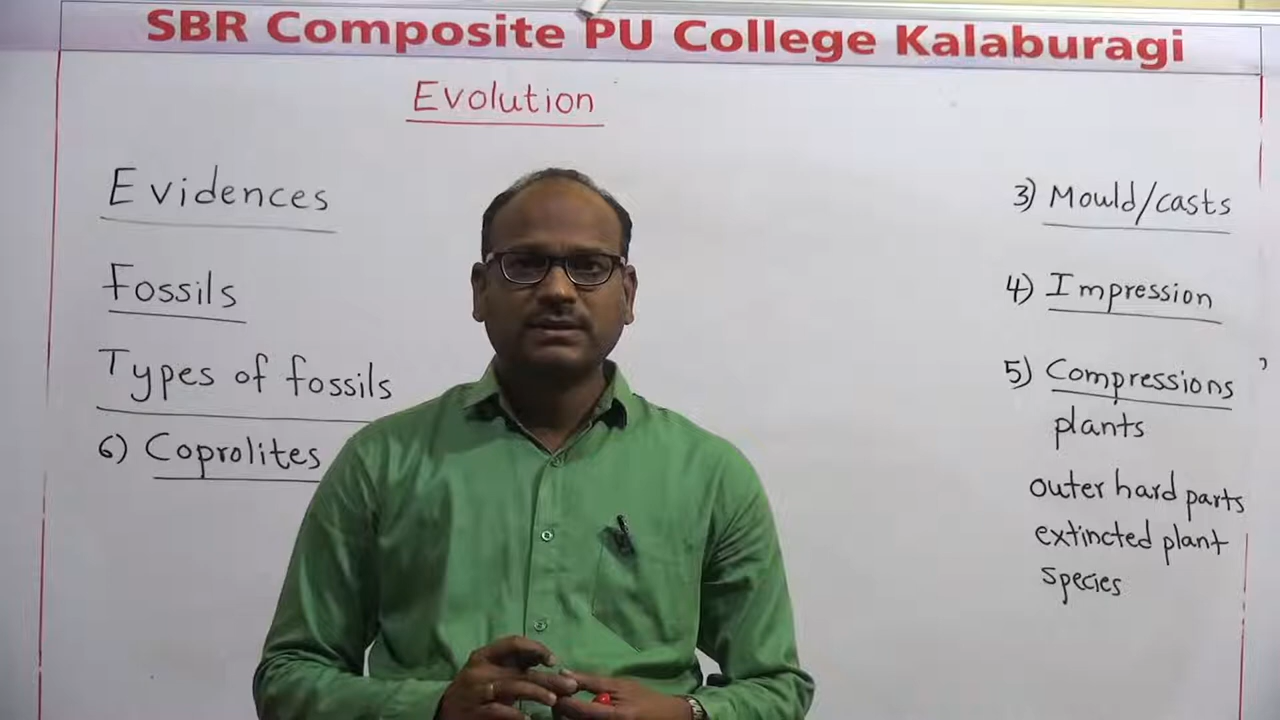 SBR Composite PU College Kalaburagi
Evolution
Evidences
Fossils
Types of fossils
6) Coprolites
3) Mould/casts
4) Impression
5) Compressions
plants
outer hard parts
extincted plant
species